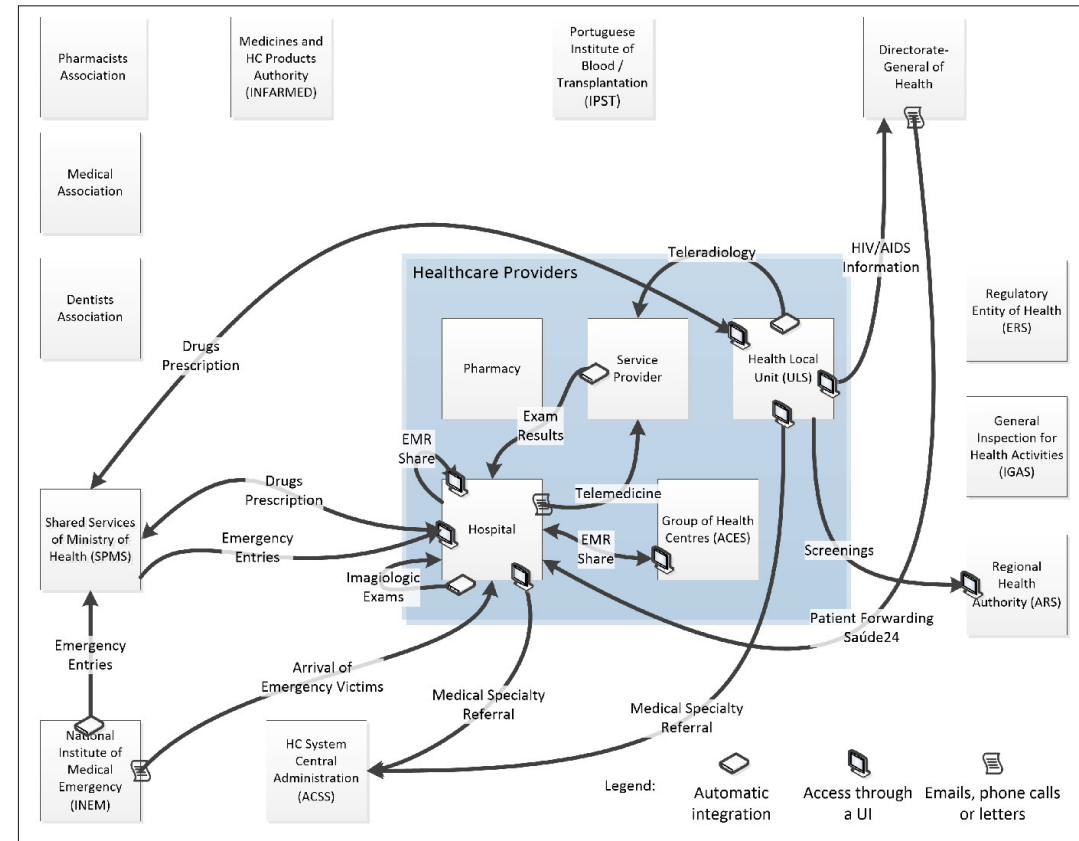 Pharmacists
Association
Medicines and
HC Products
Authority
(INFARMED)
Portuguese
Institute of
Blood /
Transplantation
(IPST)
Directorate-
General of
Health
Medical
Association
Dentists
Association
Teleradiology
HIV/AIDS
Information
Healthcare Providers
Regulatory
Entity of Health
(ERS)
Drugs
Prescription
Pharmacy
Service
Provider
Health Local
Unit (ULS)
Exam
Results
EMR
Share
General
Inspection for
Health Activities
(IGAS)
Shared Services
of Ministry of
Health (SPMS)
Drugs
Prescription
Emergency
Entries
Hospital
Telemedicine
Group of Health
Centres (ACES)
EMR
Share
Screenings
Imagiologic
Exams
Regional
Health
Authority (ARS)
Patient Forwarding
Saúde24
Emergency
Entries
Arrival of
Emergency Victims
Medical Specialty
Referral
Medical Specialty
Referral
National
Institute of
Medical
Emergency
(INEM)
HC System
Central
Administration
(ACSS)
Legend:
Automatic
integration
Access through
a UI
Emails, phone calls
or letters